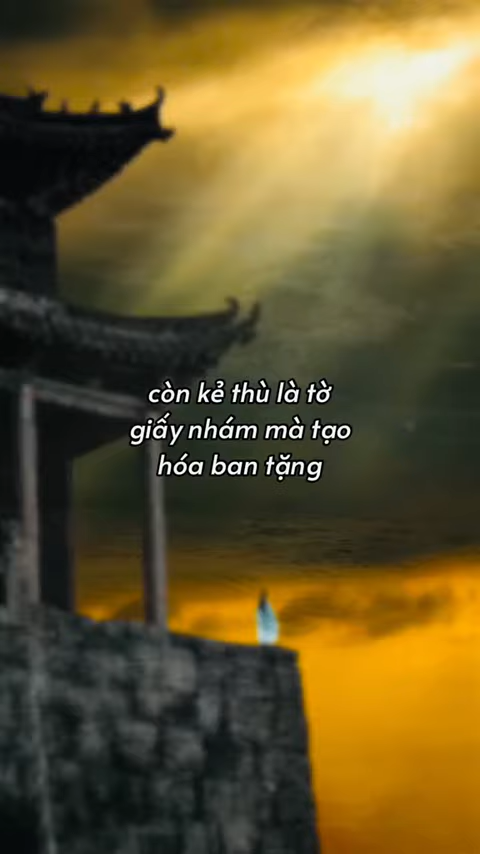 còn kẻ thù là tờ
giấy nhám mà tạo
hóa ban tặng